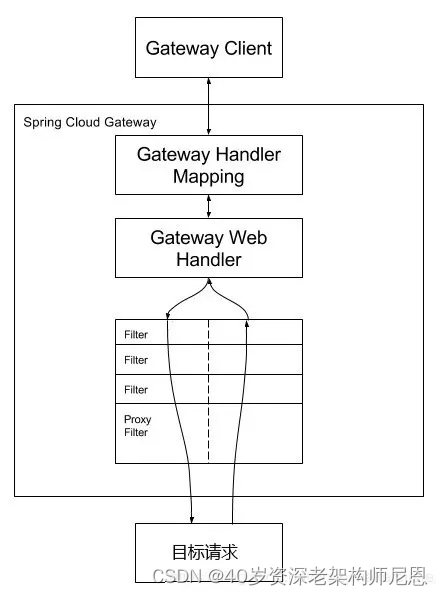 Gateway Client
Spring Cloud Gateway
Gateway Handler
Mapping
Gateway Web
Handler
Filter
Filter
Filter
Proxy
Filter
目标请求
CSDN @40岁资深老架构师尼恩